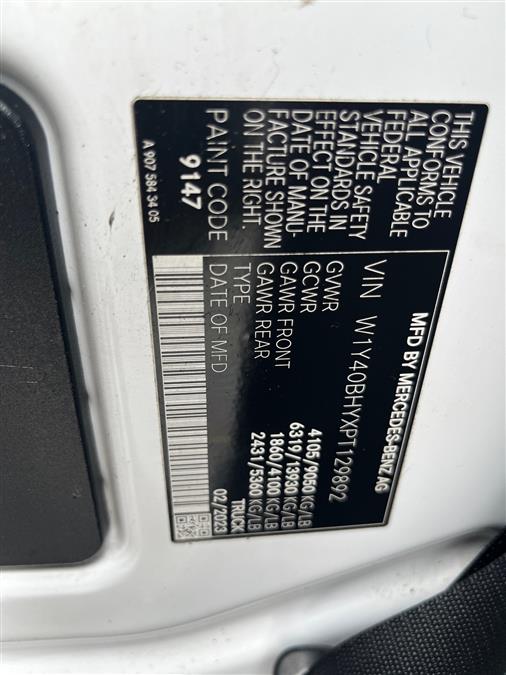 MFD BY MERCEDES-BENZ AG
VIN W1Y40BHYXPT129892
GVWR 4105/9050 KG/LB
GCWR 6319/13930 KG/LB
GAWR FRONT 1860/4100 KG/LB
GAWR REAR 2431/5360 KG/LB
TYPE TRUCK
DATE OF MFD 02/2023
THIS VEHICLE
CONFORMS TO
ALL APPLICABLE
FEDERAL
VEHICLE SAFETY
STANDARDS IN
EFFECT ON THE
DATE OF MANU-
FACTURE SHOWN
ON THE RIGHT.
PAINT CODE
9147
A 907 584 34 05